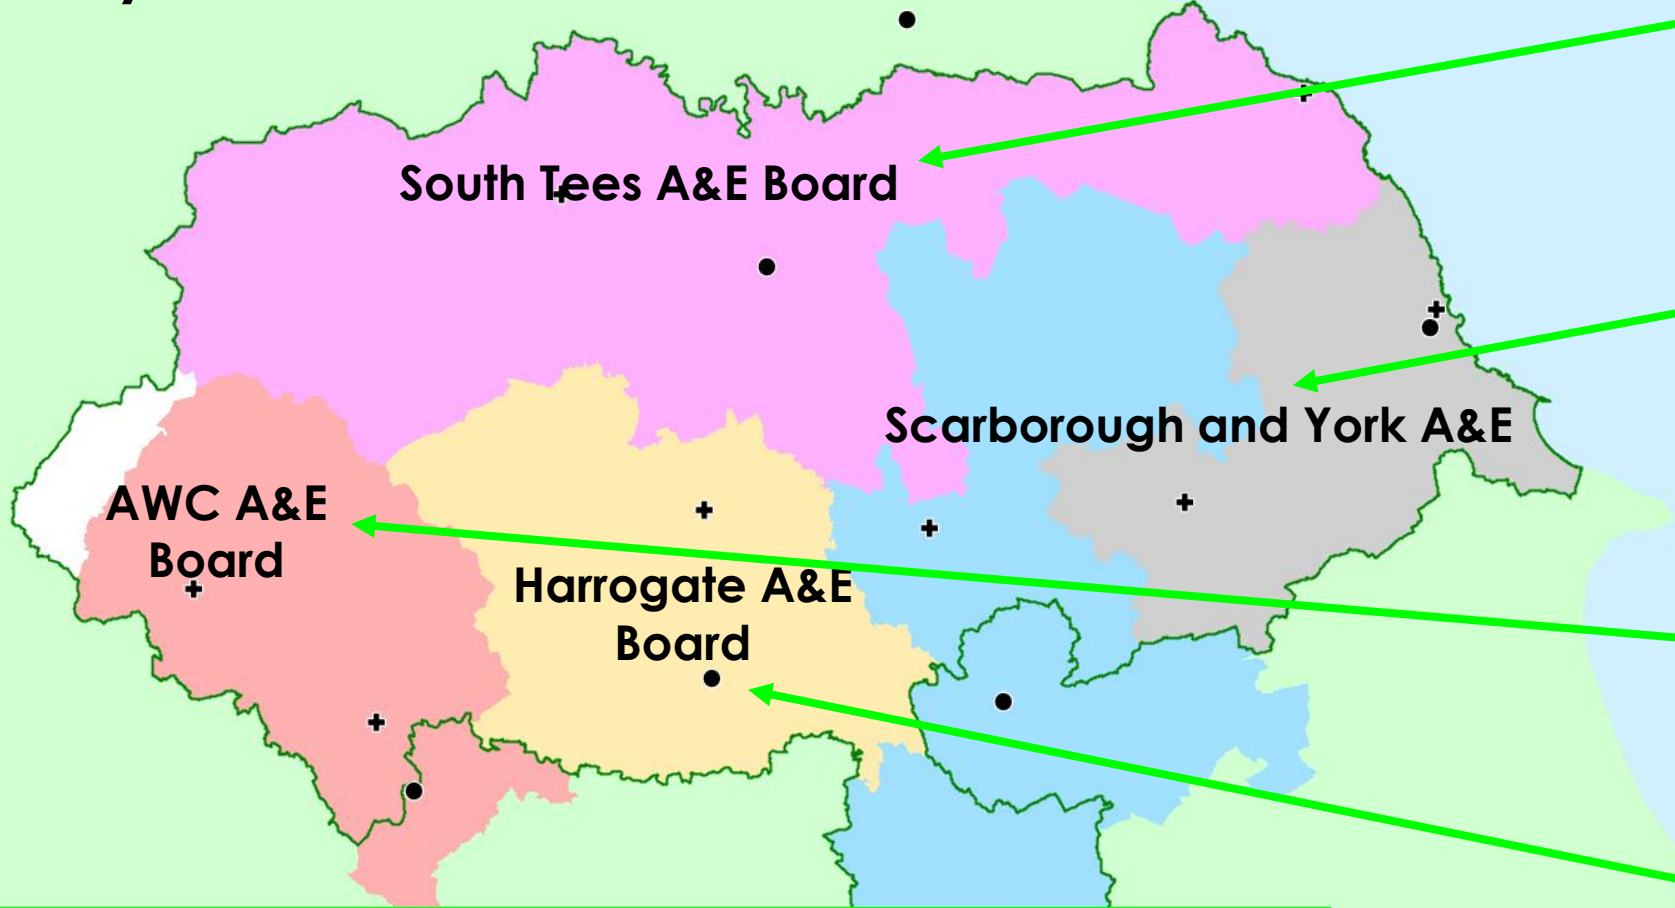 South Tees A&E Board
Scarborough and York A&E
AWC A&E
Board
Harrogate A&E
Board